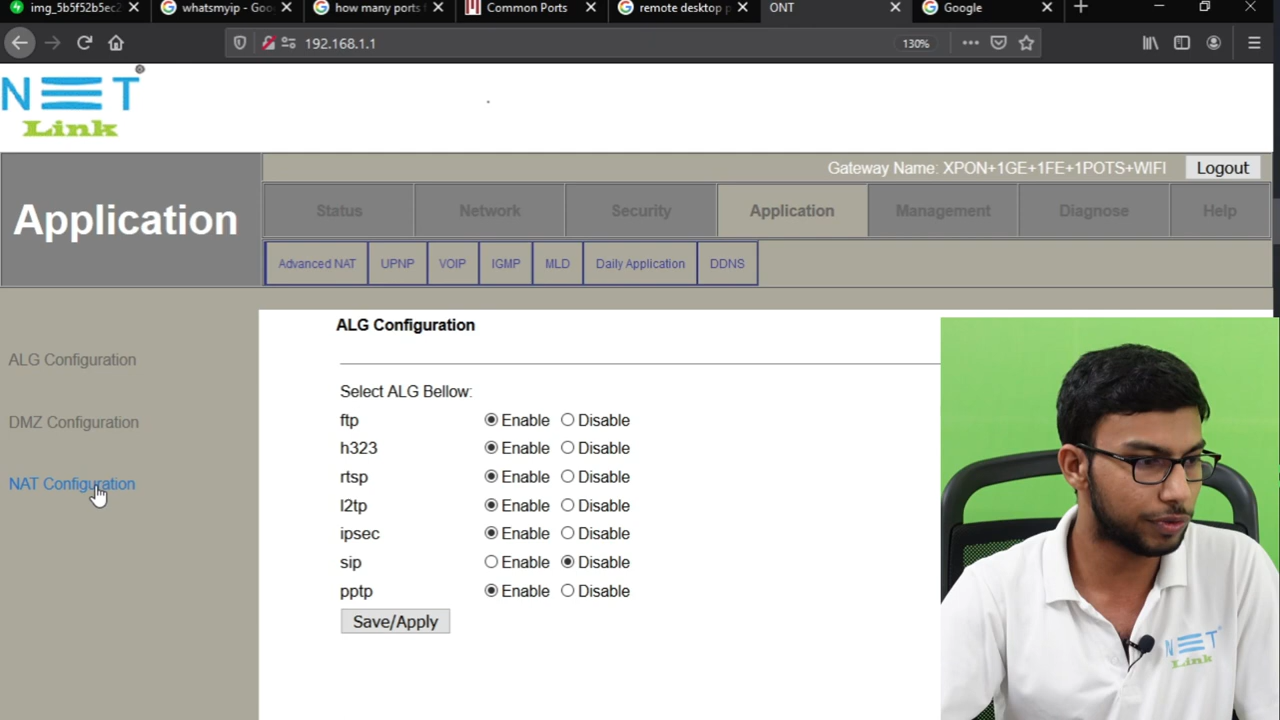 img_5b5f52b5ec2
whatsmyip - Goo
how many ports f
Common Ports
remote desktop p
ONT
Google
192.168.1.1
130%
NET
Link
Gateway Name: XPON+1GE+1FE+1POTS+WIFI
Logout
Application
Status
Network
Security
Application
Management
Diagnose
Help
Advanced NAT
UPNP
VOIP
IGMP
MLD
Daily Application
DDNS
ALG Configuration
DMZ Configuration
NAT Configuration
ALG Configuration
Select ALG Bellow:
ftp Enable Disable
h323 Enable Disable
rtsp Enable Disable
l2tp Enable Disable
ipsec Enable Disable
sip Enable Disable
pptp Enable Disable
Save/Apply
NET
Link